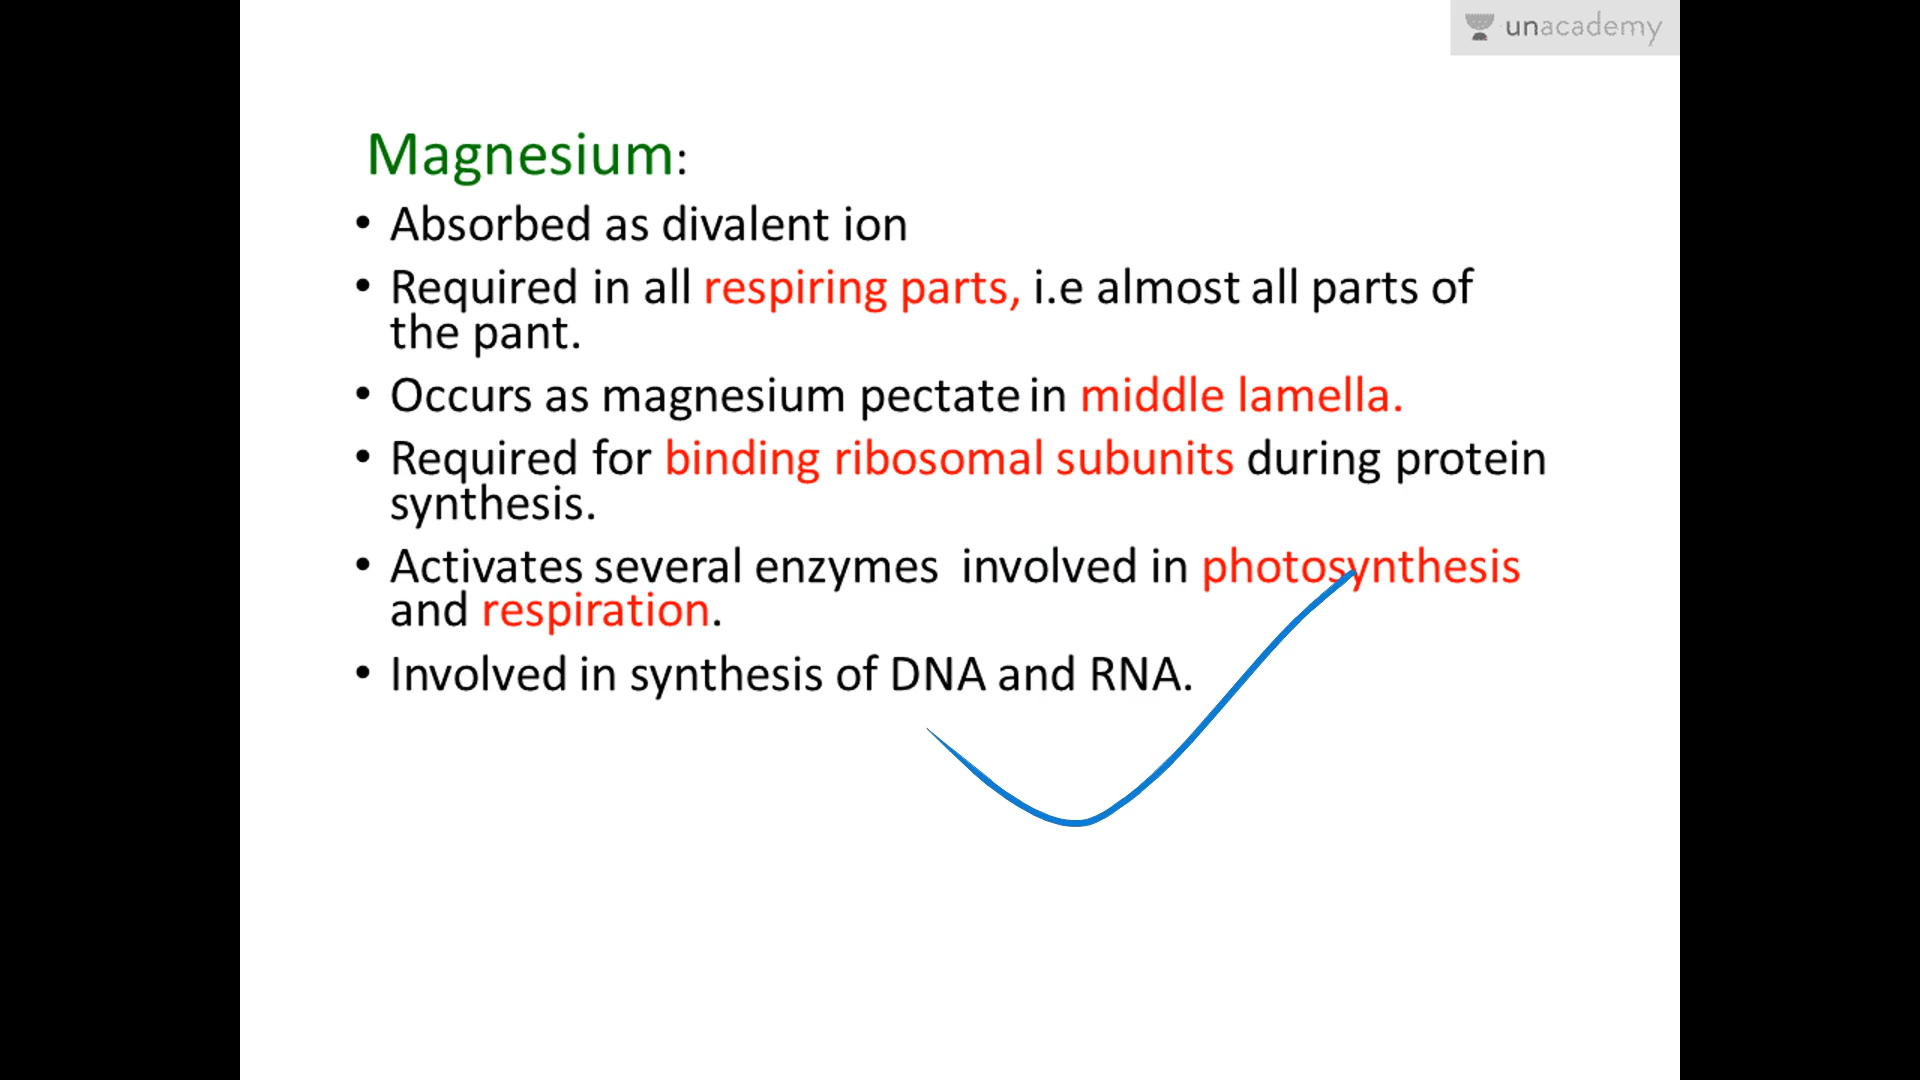 unacademy
Magnesium:
• Absorbed as divalent ion
• Required in all respiring parts, i.e almost all parts of
the pant.
• Occurs as magnesium pectate in middle lamella.
• Required for binding ribosomal subunits during protein
synthesis.
• Activates several enzymes involved in photosynthesis
and respiration.
• Involved in synthesis of DNA and RNA.